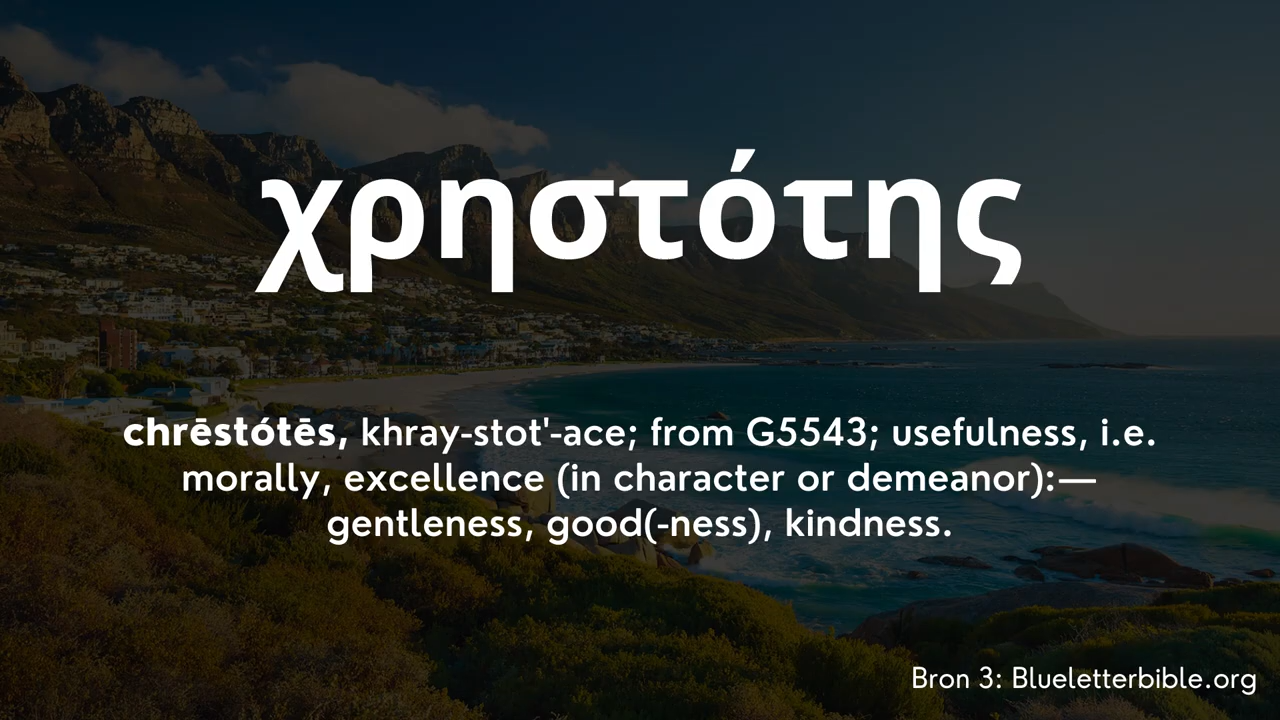 χρηστότης
chrēstótēs, khray-stot'-ace; from G5543; usefulness, i.e.
morally, excellence (in character or demeanor):—
gentleness, good(-ness), kindness.
Bron 3: Blueletterbible.org